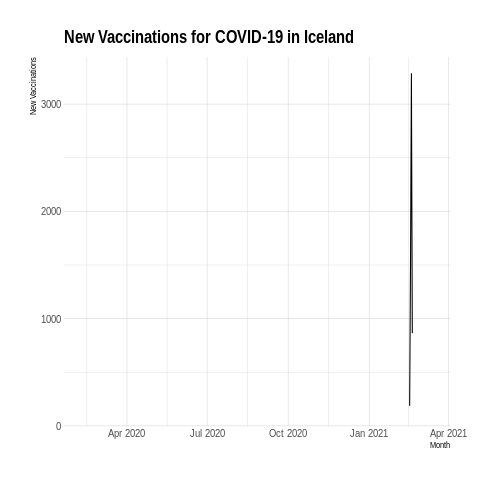 New Vaccinations for COVID-19 in Iceland
New Vaccinations
3000
2000
1000
0
Apr 2020 Jul 2020 Oct 2020 Jan 2021 Apr 2021
Month